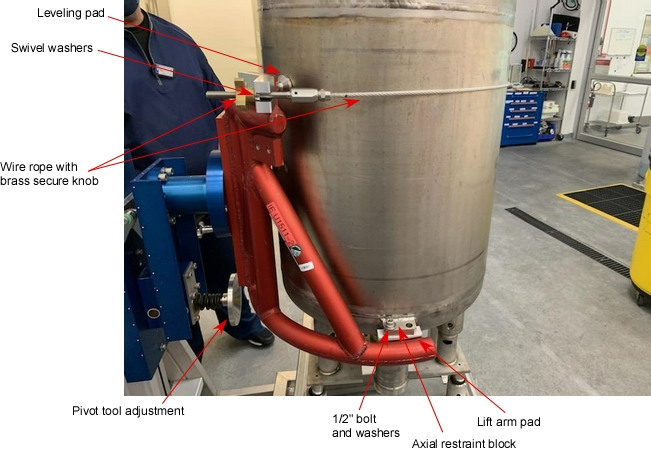 Leveling pad
Swivel washers
Wire rope with
brass secure knob
Pivot tool adjustment
1/2" bolt
and washers
Lift arm pad
Axial restraint block